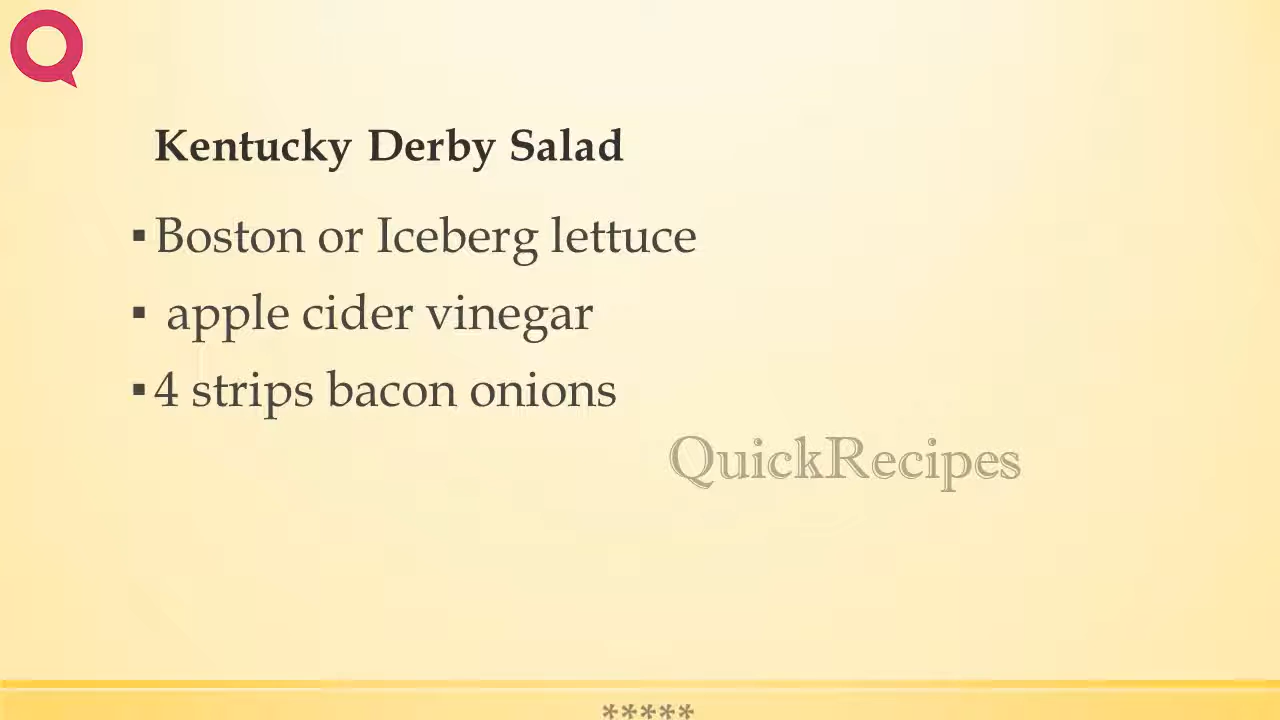 Kentucky Derby Salad
▪Boston or Iceberg lettuce
▪ apple cider vinegar
▪4 strips bacon onions
QuickRecipes
*****